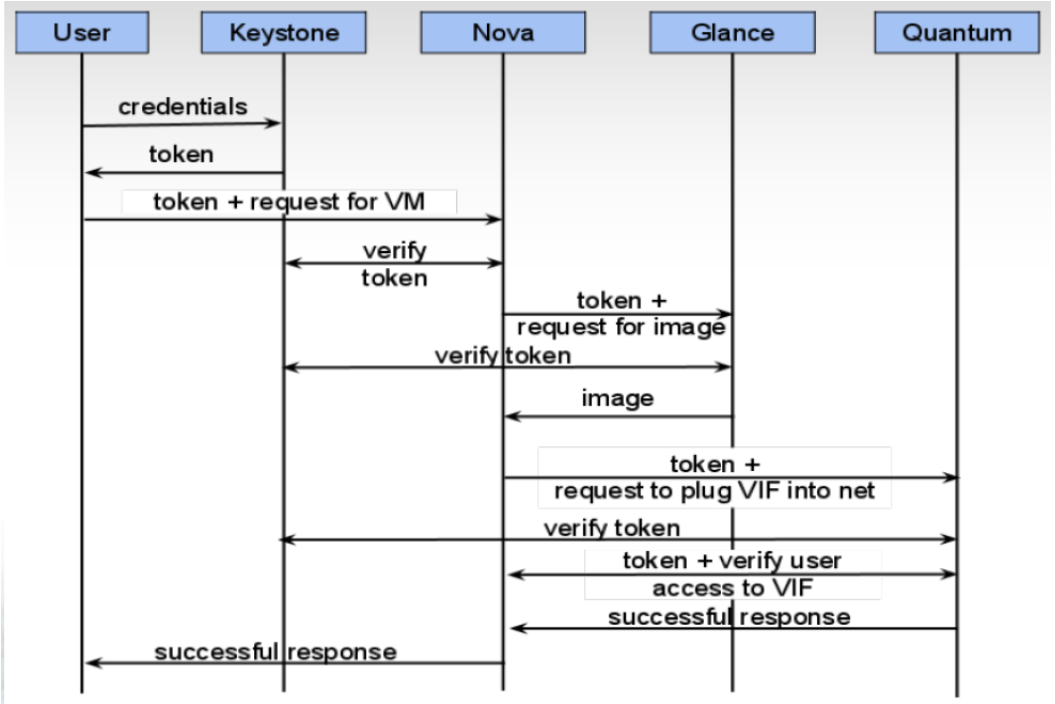 User Keystone Nova Glance Quantum
credentials
token
token + request for VM
verify
token
token +
request for image
verify token
image
token +
request to plug VIF into net
verify token
token + verify user
access to VIF
successful response
successful response